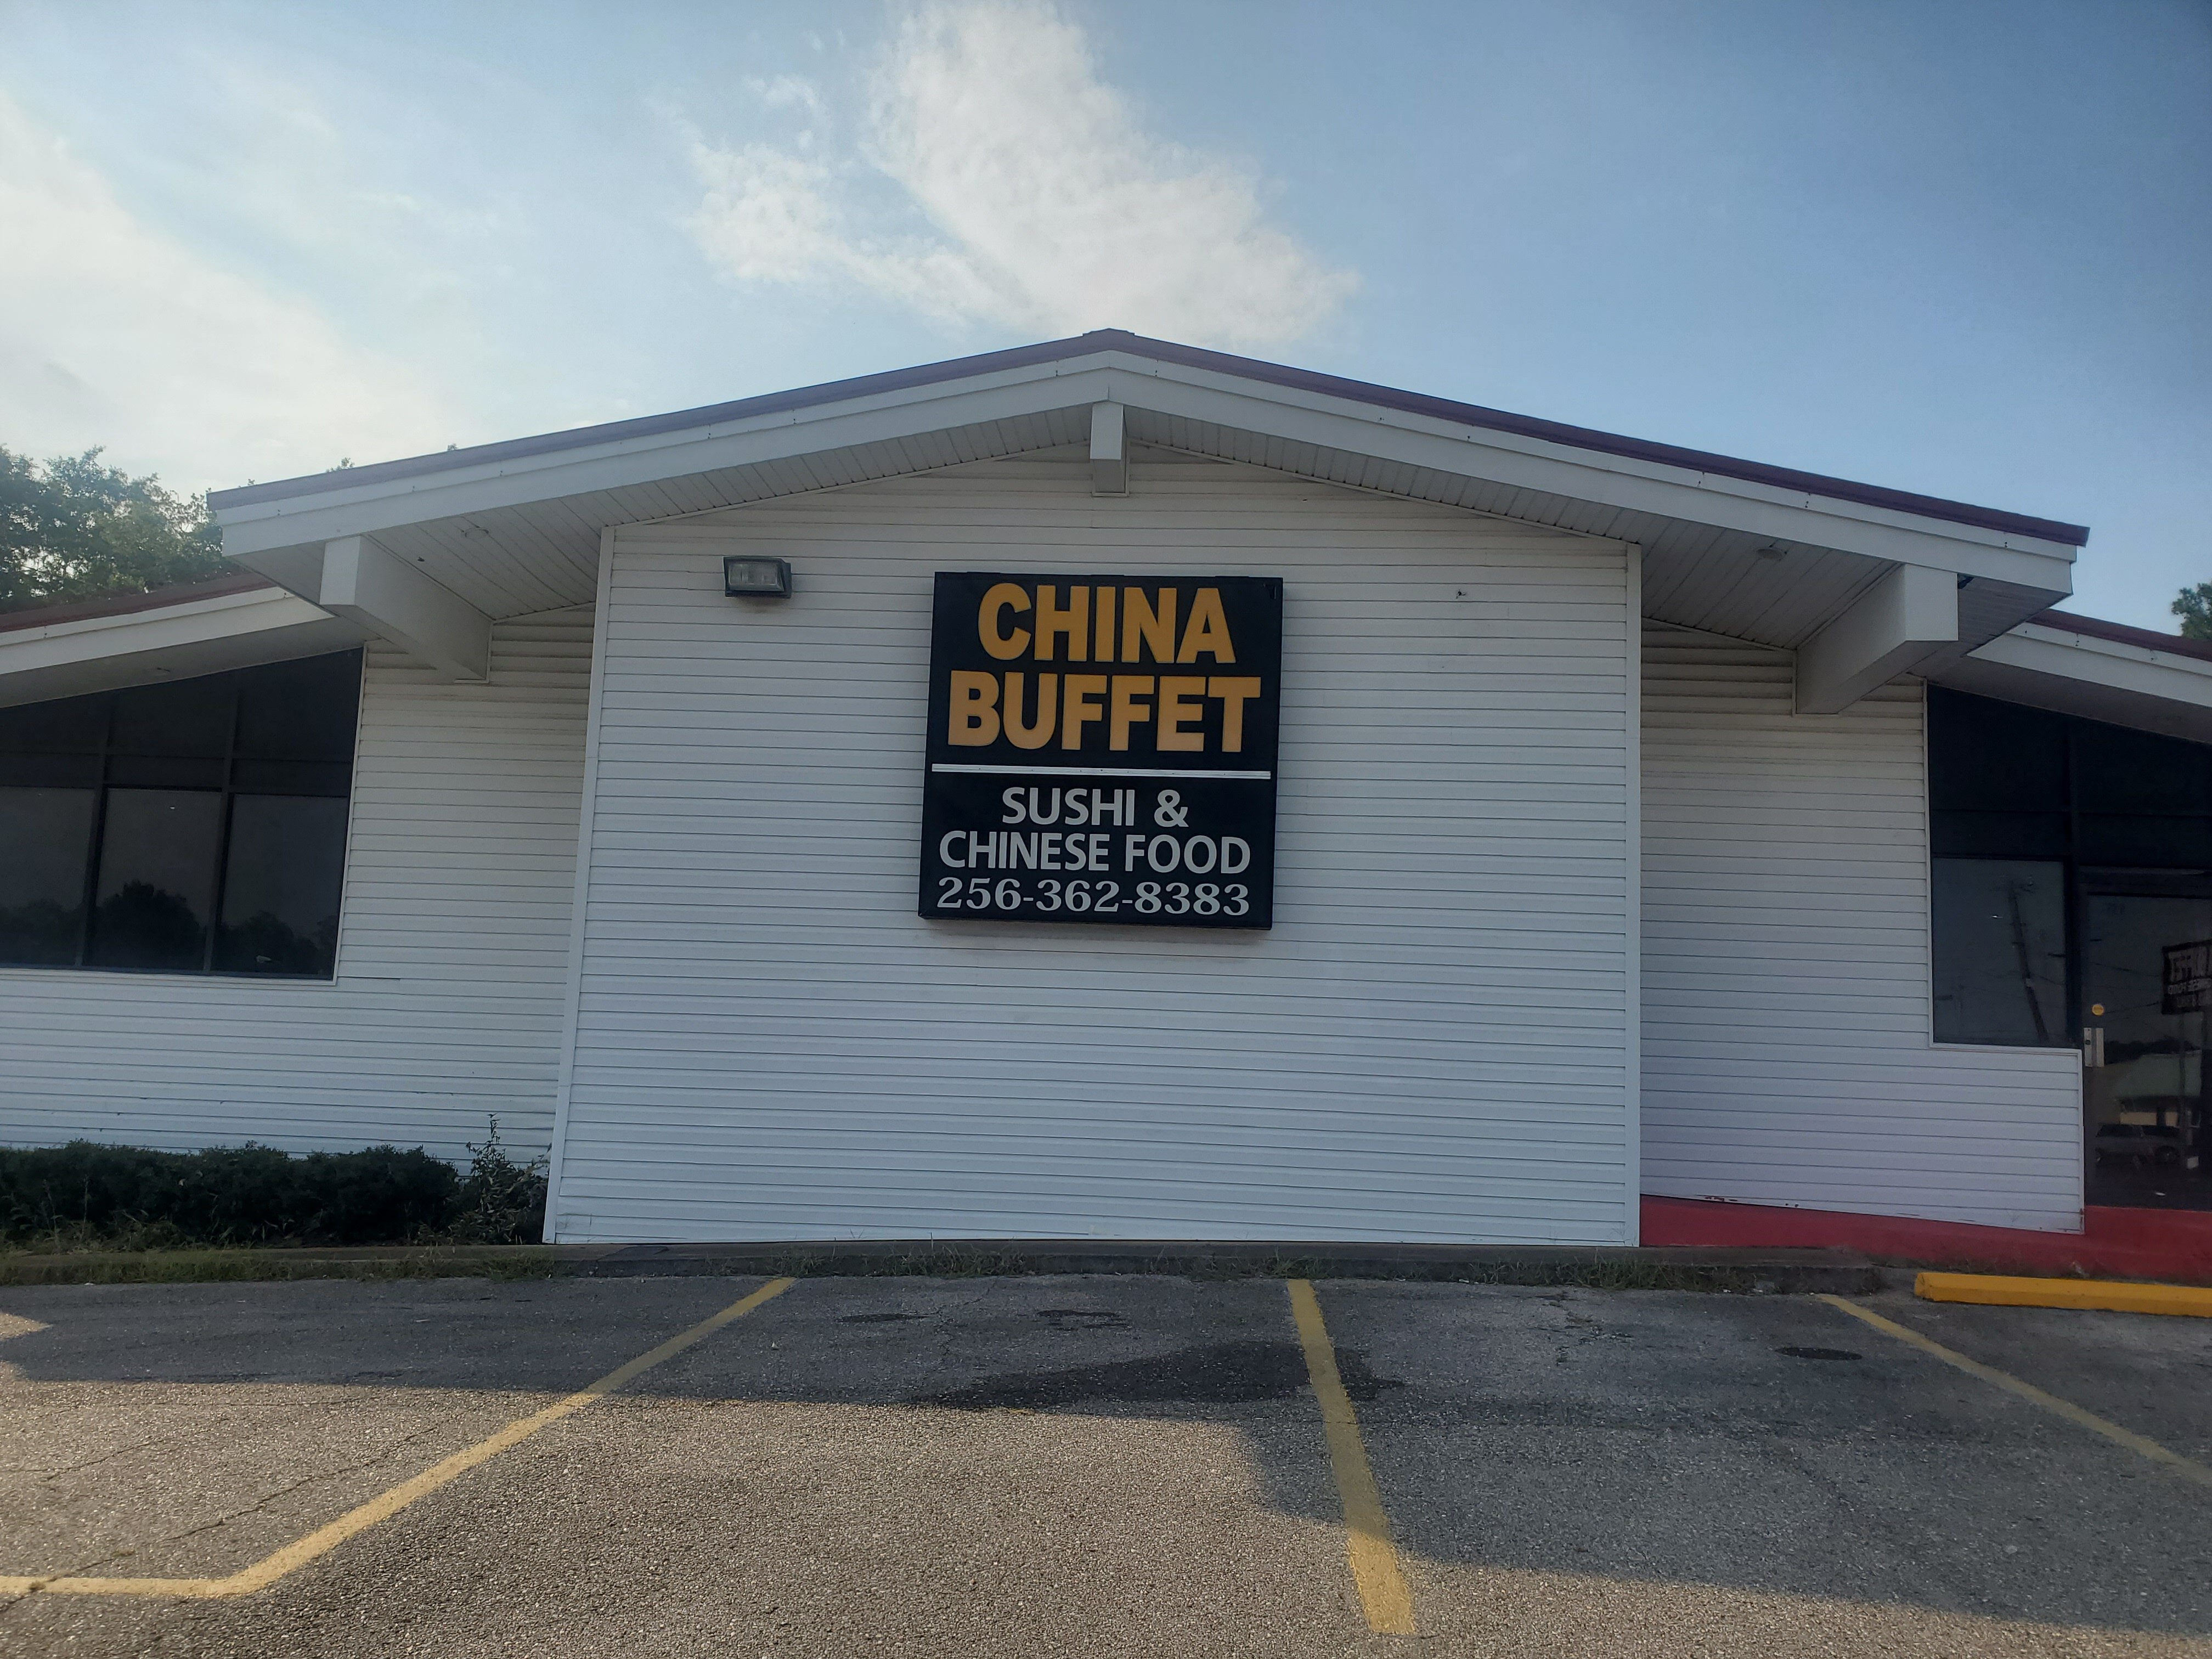 CHINA
BUFFET
SUSHI &
CHINESE FOOD
256-362-8383